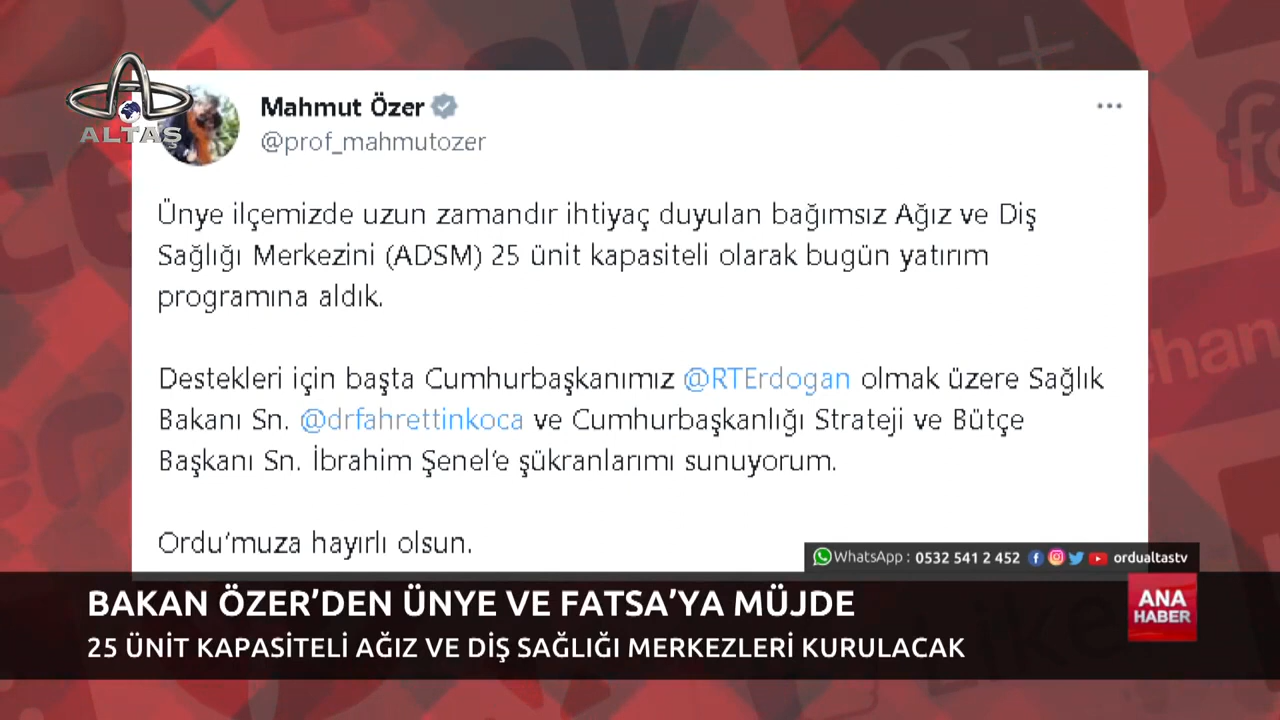 ALTAŞ
Mahmut Özer
@prof_mahmutozer
Ünye ilçemizde uzun zamandır ihtiyaç duyulan bağımsız Ağız ve Diş
Sağlığı Merkezini (ADSM) 25 ünit kapasiteli olarak bugün yatırım
programına aldık.
Destekleri için başta Cumhurbaşkanımız @RTErdogan olmak üzere Sağlık
Bakanı Sn. @drfahrettinkoca ve Cumhurbaşkanlığı Strateji ve Bütçe
Başkanı Sn. İbrahim Şenel'e şükranlarımı sunuyorum.
Ordu'muza hayırlı olsun.
WhatsApp : 0532 541 2 452 ordualtastv
BAKAN ÖZER'DEN ÜNYE VE FATSA'YA MÜJDE
25 ÜNİT KAPASİTELİ AĞIZ VE DİŞ SAĞLIĞI MERKEZLERİ KURULACAK
ANA
HABER